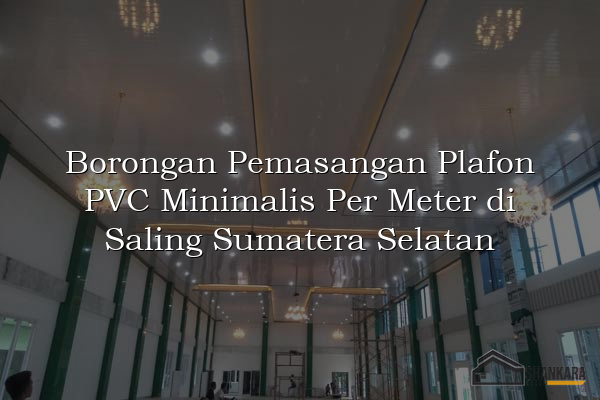 Borongan Pemasangan Plafon
PVC Minimalis Per Meter di
Saling Sumatera Selatan